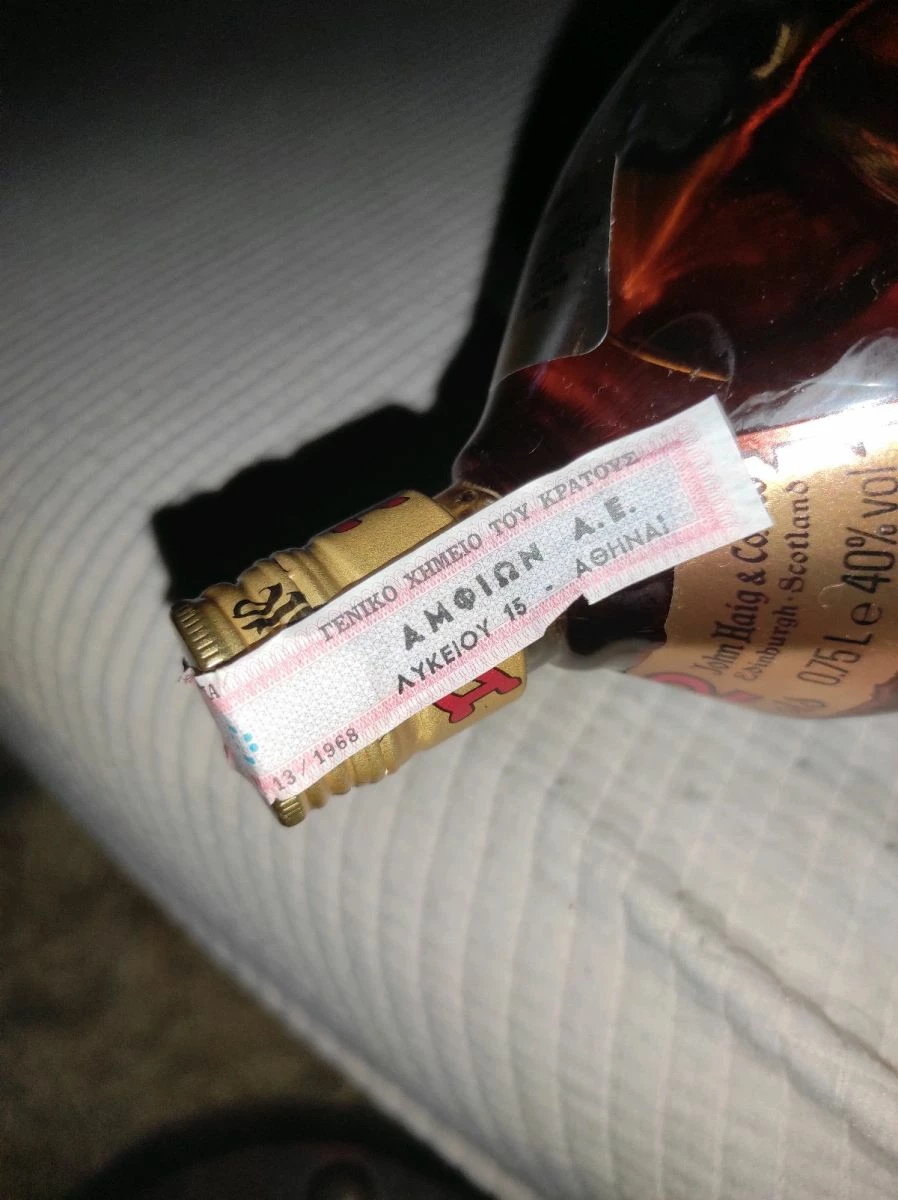 ΓΕΝΙΚΟ ΧΗΜΕΙΟ ΤΟΥ ΚΡΑΤΟΥΣ
ΑΜΦΙΩΝ Α.Ε.
ΛΥΚΕΙΟΥ 15 - ΑΘΗΝΑΙ
13/1968
H
John Haig & Co.
Edinburgh·Scotland
0,75 L e 40% vol